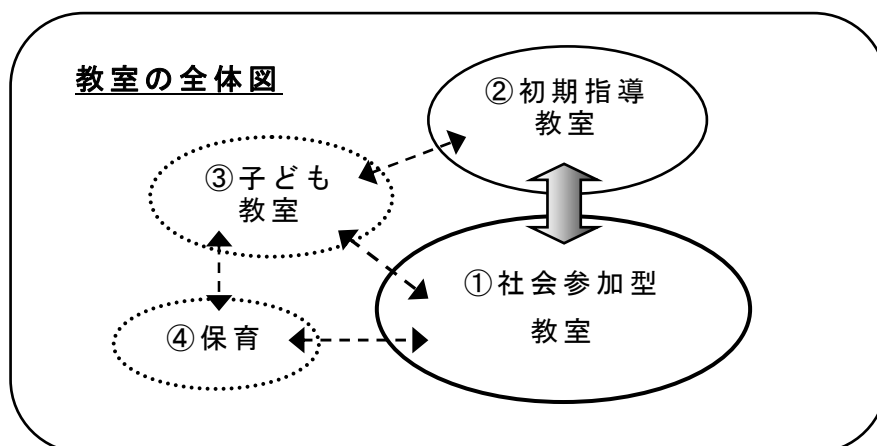 教室の全体図
②初期指導
教室
③子ども
教室
①社会参加型
教室
④保育